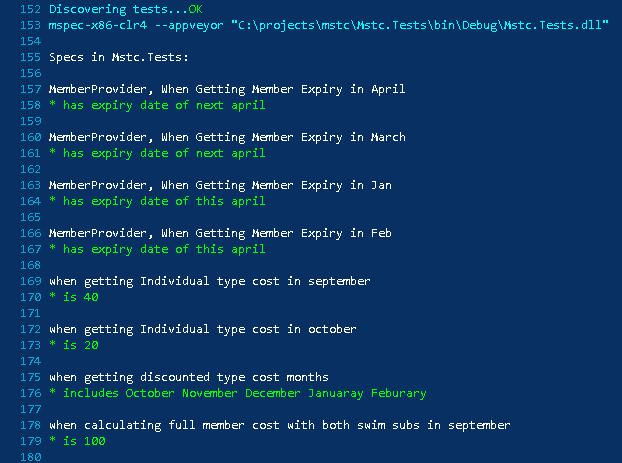 152 Discovering tests...OK
153 mspec-x86-clr4 --appveyor "C:\projects\mstc\Mstc.Tests\bin\Debug\Mstc.Tests.dll"
154
155 Specs in Mstc.Tests:
156
157 MemberProvider, When Getting Member Expiry in April
158 * has expiry date of next april
159
160 MemberProvider, When Getting Member Expiry in March
161 * has expiry date of next april
162
163 MemberProvider, When Getting Member Expiry in Jan
164 * has expiry date of this april
165
166 MemberProvider, When Getting Member Expiry in Feb
167 * has expiry date of this april
168
169 when getting Individual type cost in september
170 * is 40
171
172 when getting Individual type cost in october
173 * is 20
174
175 when getting discounted type cost months
176 * includes October November December Januaray Feburary
177
178 when calculating full member cost with both swim subs in september
179 * is 100
180